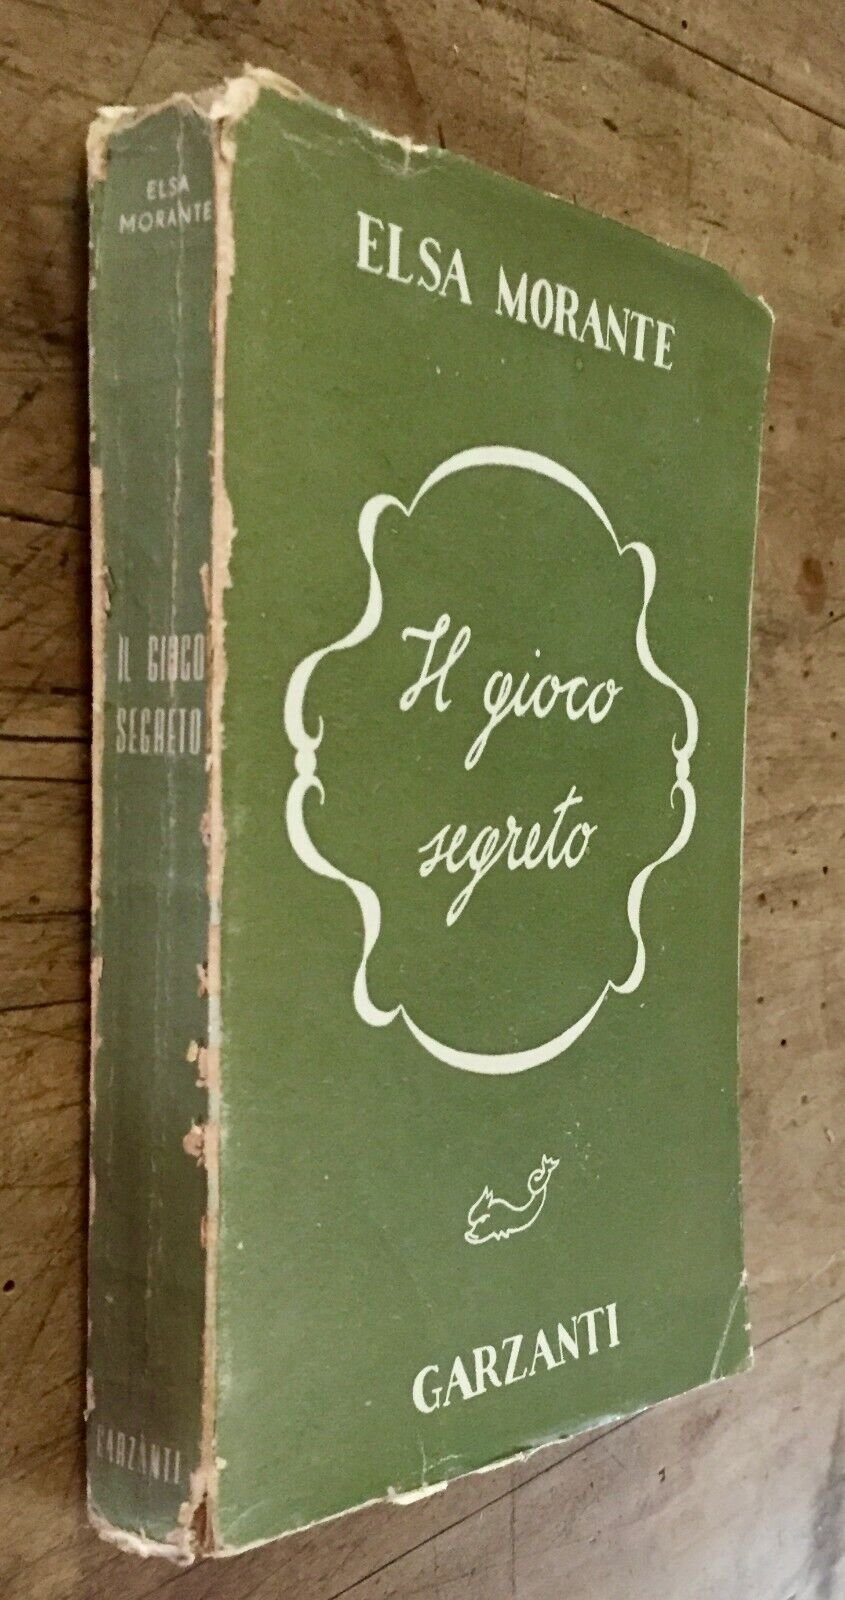 ELSA
MORANTE
IL GIOCO
SEGRETO
GARZANTI
ELSA MORANTE
Il gioco
segreto
GARZANTI